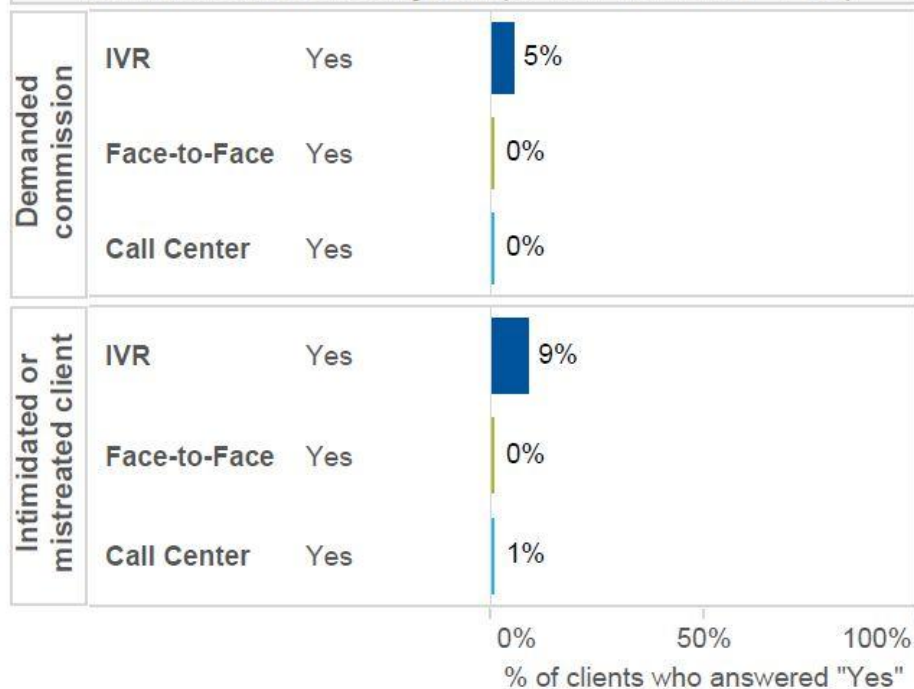 Demanded
commission
IVR Yes 5%
Face-to-Face Yes 0%
Call Center Yes 0%
Intimidated or
mistreated client
IVR Yes 9%
Face-to-Face Yes 0%
Call Center Yes 1%
0% 50% 100%
% of clients who answered "Yes"